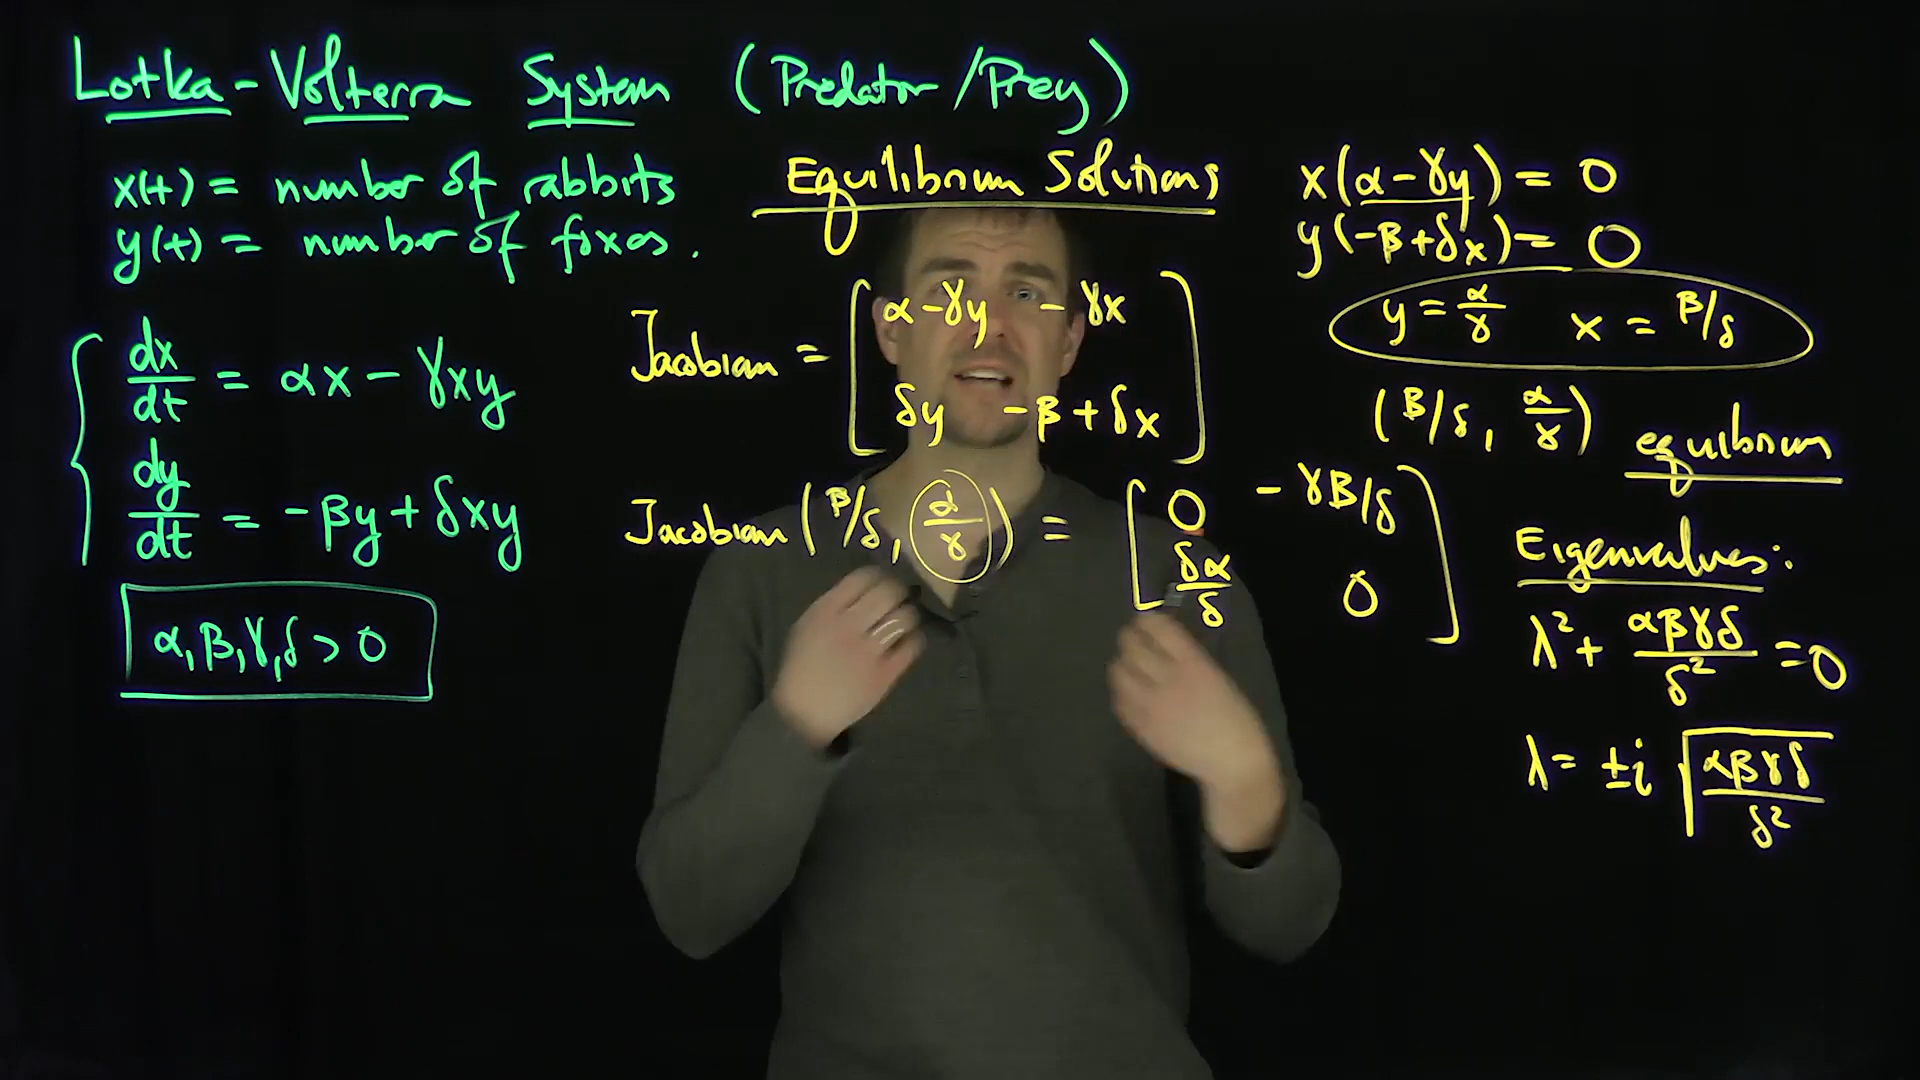 Lotka-Volterra System (Predator/Prey)
x(t) = number of rabbits
y(t) = number of foxes.
dx/dt = αx - γxy
dy/dt = -βy + δxy
α, β, γ, δ > 0
Equilibrium Solutions
Jacobian = [ α-γy   -γx
δy   -β + δx ]
Jacobian (β/δ, α/γ) = [ 0   -γβ/δ
δα/δ   0 ]
x(α-γy) = 0
y(-β+δx) = 0
y = α/γ   x = β/δ
(β/δ, α/γ) equilbrium
Eigenvalues:
λ² + αβγδ/δ² = 0
λ = ±i √(αβγδ/δ²)